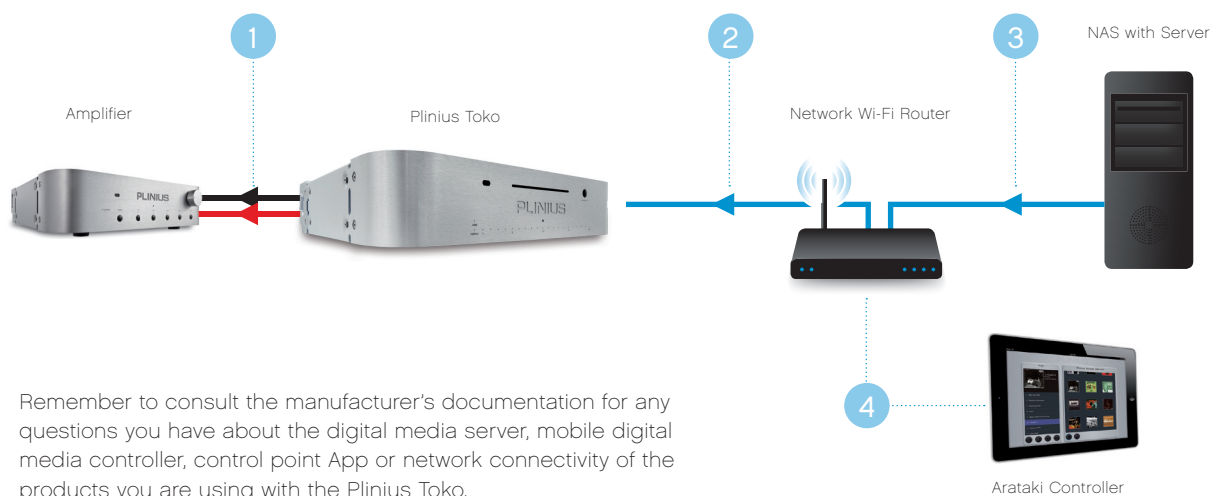 1
2
3
NAS with Server
Amplifier
Plinius Toko
Network Wi-Fi Router
PLINIUS
PLINIUS
4
Remember to consult the manufacturer's documentation for any
questions you have about the digital media server, mobile digital
media controller, control point App or network connectivity of the
products you are using with the Plinius Toko.
Arataki Controller